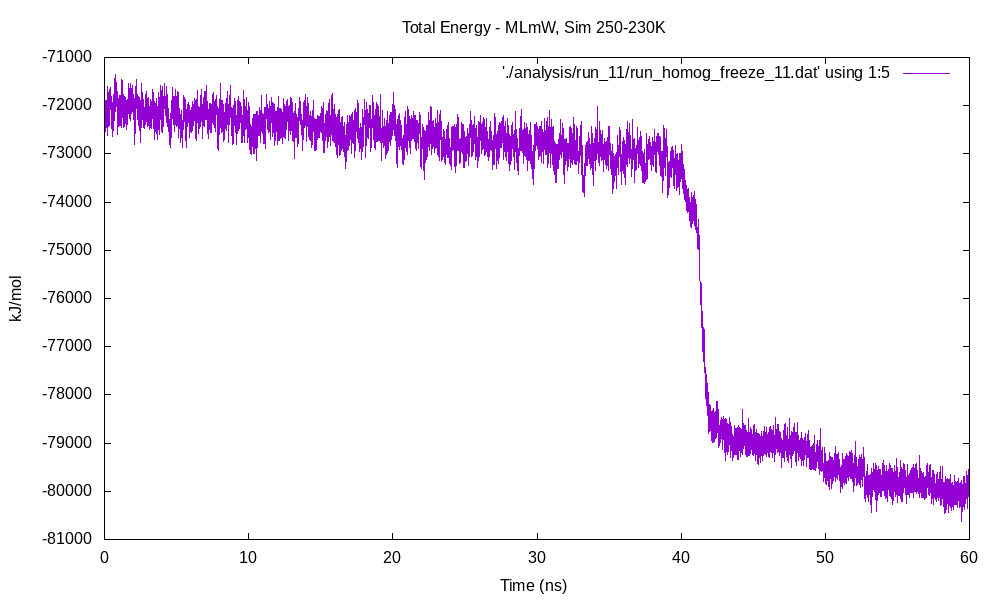 Total Energy - MLmW, Sim 250-230K
'./analysis/run_11/run_homog_freeze_11.dat' using 1:5
-71000
-72000
-73000
-74000
-75000
-76000
-77000
-78000
-79000
-80000
-81000
kJ/mol
0 10 20 30 40 50 60
Time (ns)